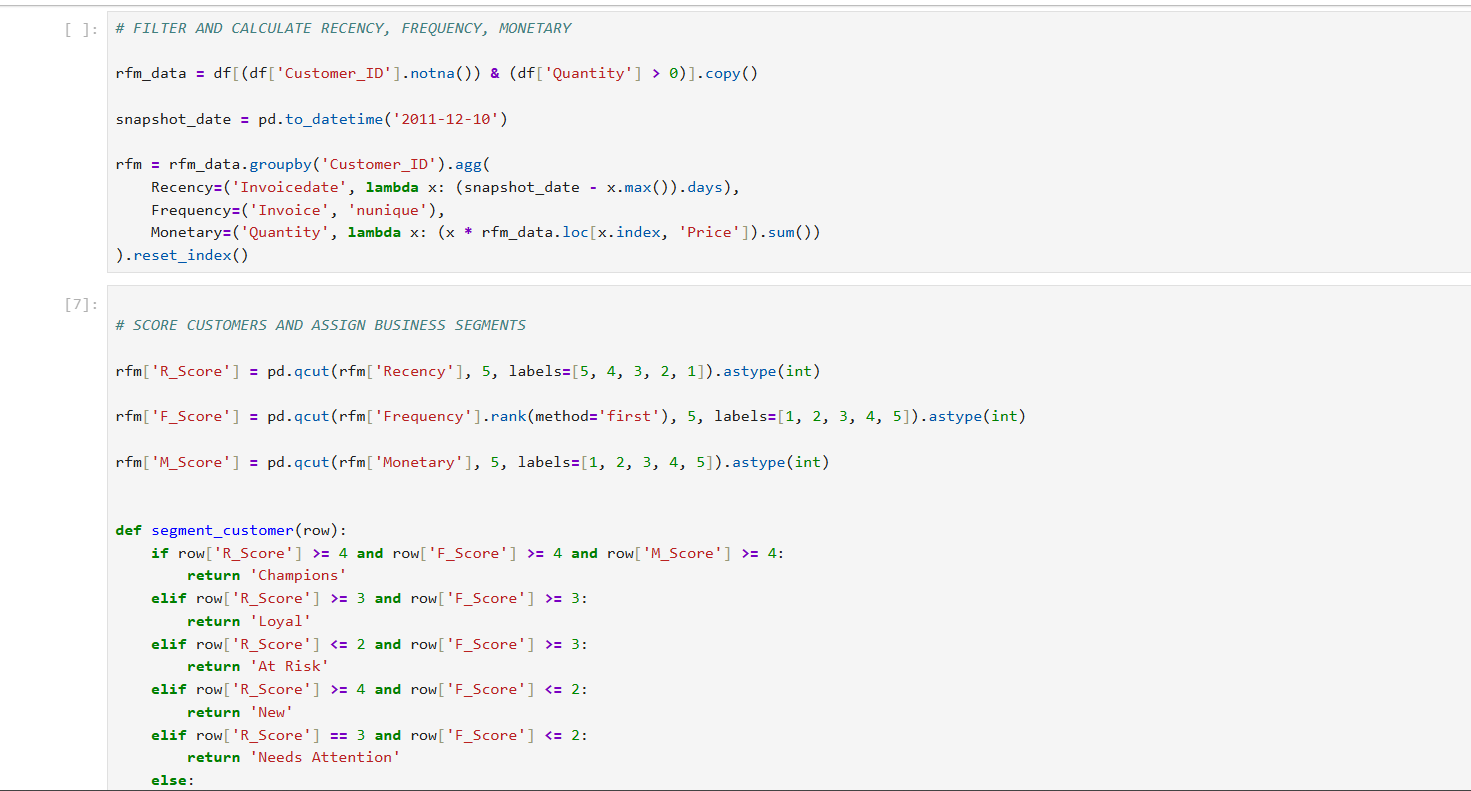 [ ]:
# FILTER AND CALCULATE RECENCY, FREQUENCY, MONETARY
rfm_data = df[(df['Customer_ID'].notna()) & (df['Quantity'] > 0)].copy()
snapshot_date = pd.to_datetime('2011-12-10')
rfm = rfm_data.groupby('Customer_ID').agg(
    Recency=('Invoicedate', lambda x: (snapshot_date - x.max()).days),
    Frequency=('Invoice', 'nunique'),
    Monetary=('Quantity', lambda x: (x * rfm_data.loc[x.index, 'Price']).sum())
).reset_index()
[7]:
# SCORE CUSTOMERS AND ASSIGN BUSINESS SEGMENTS
rfm['R_Score'] = pd.qcut(rfm['Recency'], 5, labels=[5, 4, 3, 2, 1]).astype(int)
rfm['F_Score'] = pd.qcut(rfm['Frequency'].rank(method='first'), 5, labels=[1, 2, 3, 4, 5]).astype(int)
rfm['M_Score'] = pd.qcut(rfm['Monetary'], 5, labels=[1, 2, 3, 4, 5]).astype(int)
def segment_customer(row):
    if row['R_Score'] >= 4 and row['F_Score'] >= 4 and row['M_Score'] >= 4:
        return 'Champions'
    elif row['R_Score'] >= 3 and row['F_Score'] >= 3:
        return 'Loyal'
    elif row['R_Score'] <= 2 and row['F_Score'] >= 3:
        return 'At Risk'
    elif row['R_Score'] >= 4 and row['F_Score'] <= 2:
        return 'New'
    elif row['R_Score'] == 3 and row['F_Score'] <= 2:
        return 'Needs Attention'
    else: